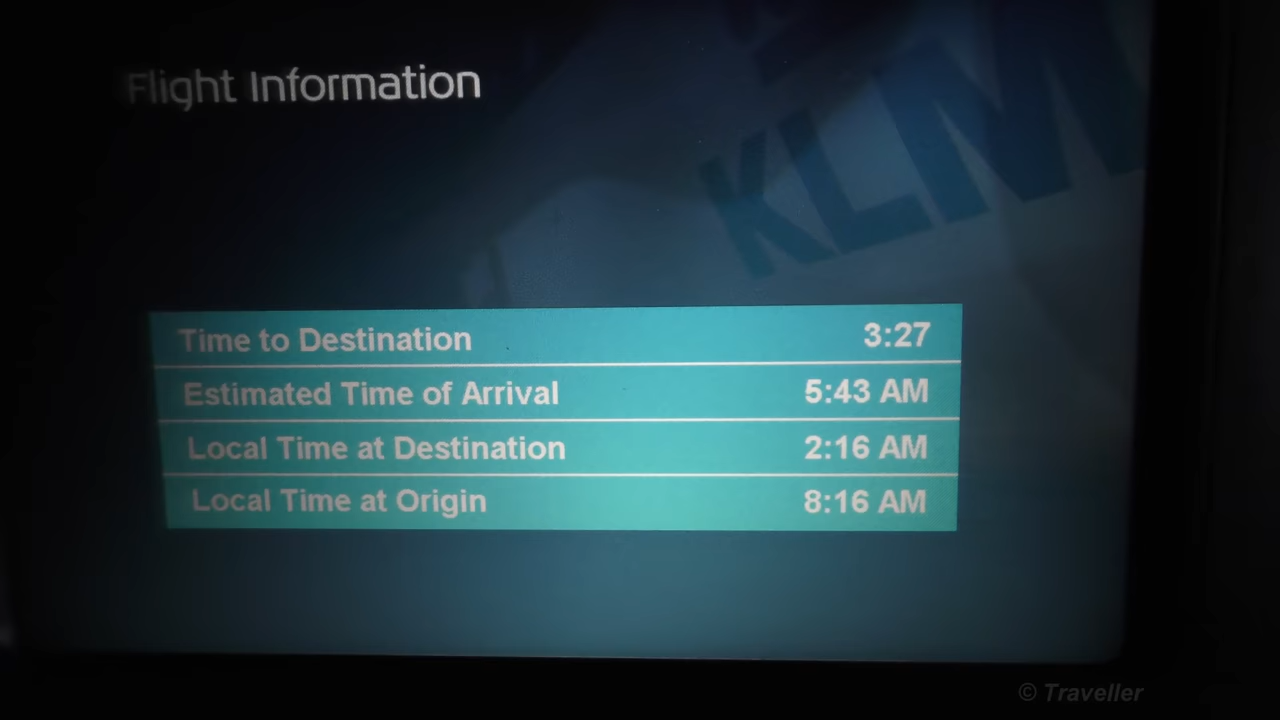 Flight Information
KLM
Time to Destination 3:27
Estimated Time of Arrival 5:43 AM
Local Time at Destination 2:16 AM
Local Time at Origin 8:16 AM
© Traveller